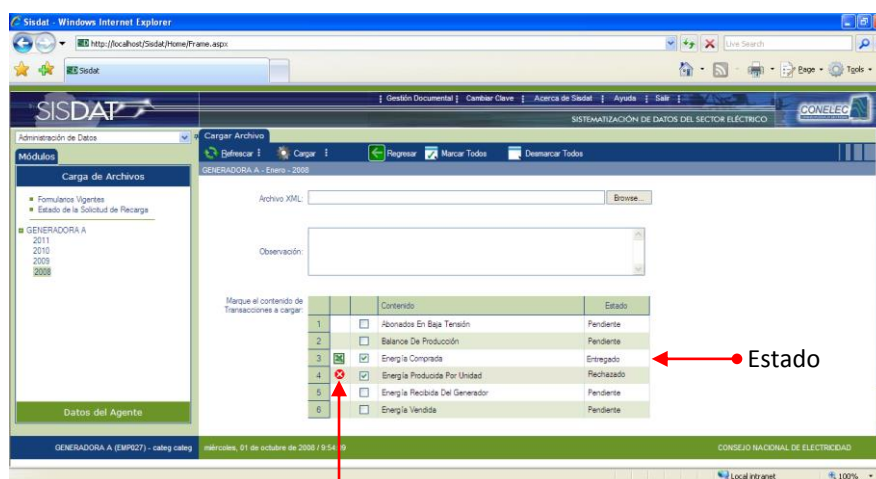 Sisdat - Windows Internet Explorer
http://localhost/Sisdat/Home/Frame.aspx
Live Search
Sisdat
Page
Tools
Gestión Documental
Cambiar Clave
Acerca de Sisdat
Ayuda
Salir
SISDAT
CONELEC
SISTEMATIZACIÓN DE DATOS DEL SECTOR ELÉCTRICO
Administración de Datos
Cargar Archivo
Módulos
Refrescar
Cargar
Regresar
Marcar Todos
Desmarcar Todos
GENERADORA A - Enero - 2008
Carga de Archivos
Formularios Vigentes
Estado de la Solicitud de Recarga
GENERADORA A
2011
2010
2009
2008
Archivo XML:
Browse...
Observación:
Marque el contenido de
Transacciones a cargar:
Contenido Estado
1 Abonados En Baja Tensión Pendiente
2 Balance De Producción Pendiente
3 Energía Comprada Entregado
4 Energía Producida Por Unidad Rechazado
5 Energía Recibida Del Generador Pendiente
6 Energía Vendida Pendiente
Estado
Datos del Agente
GENERADORA A (EMP027) - categ categ
miércoles, 01 de octubre de 2008 / 9:54:
CONSEJO NACIONAL DE ELECTRICIDAD
Local intranet
100%